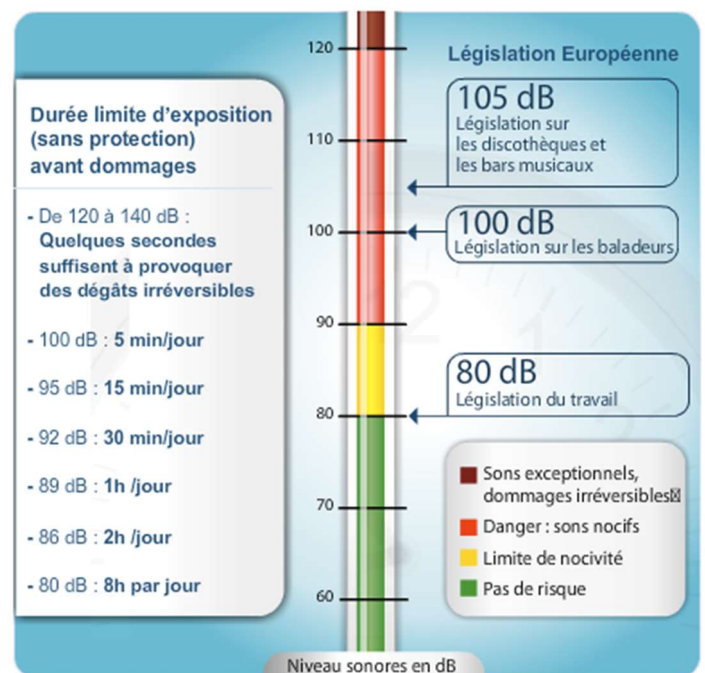 Durée limite d'exposition
(sans protection)
avant dommages
- De 120 à 140 dB :
Quelques secondes
suffisent à provoquer
des dégâts irréversibles
- 100 dB : 5 min/jour
- 95 dB : 15 min/jour
- 92 dB : 30 min/jour
- 89 dB : 1h /jour
- 86 dB : 2h /jour
- 80 dB : 8h par jour
120
110
100
90
80
70
60
Niveau sonores en dB
Législation Européenne
105 dB
Législation sur
les discothèques et
les bars musicaux
100 dB
Législation sur les baladeurs
80 dB
Législation du travail
Sons exceptionnels,
dommages irréversibles
Danger : sons nocifs
Limite de nocivité
Pas de risque
12